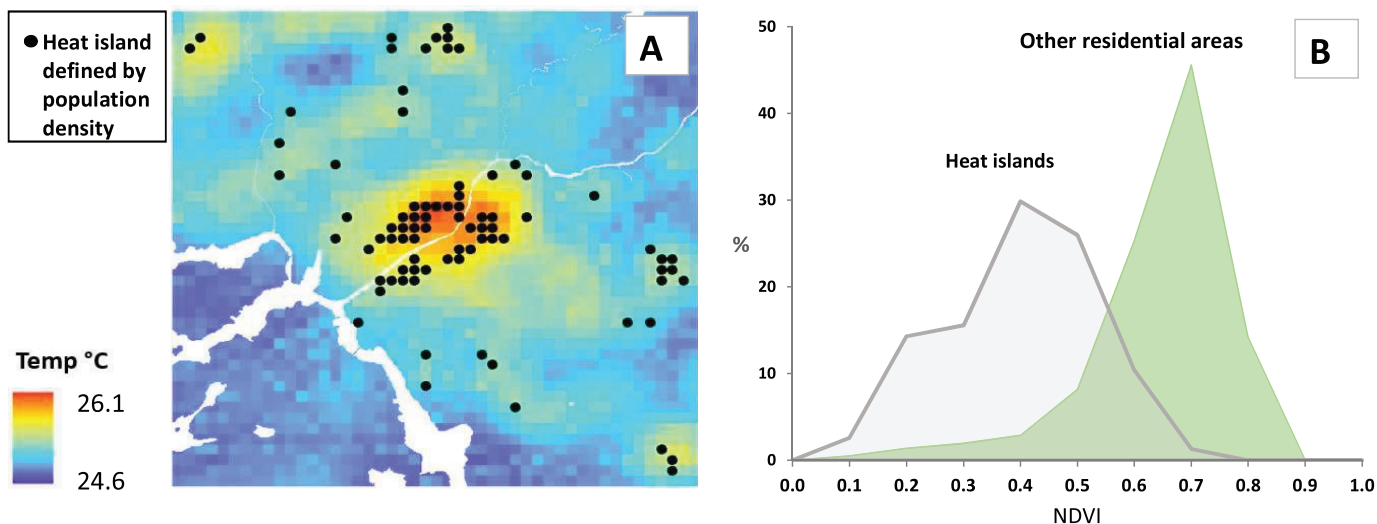 Heat island
defined by
population
density
A
Temp °C
26.1
24.6
B
Other residential areas
Heat islands
%
50
40
30
20
10
0
0.0 0.1 0.2 0.3 0.4 0.5 0.6 0.7 0.8 0.9 1.0
NDVI